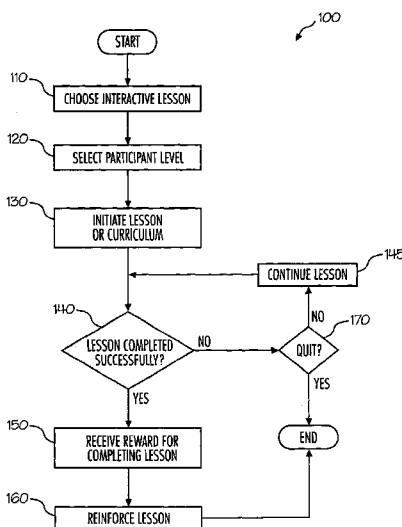 100
START
110
CHOOSE INTERACTIVE LESSON
120
SELECT PARTICIPANT LEVEL
130
INITIATE LESSON
OR CURRICULUM
145
CONTINUE LESSON
140
LESSON COMPLETED
SUCCESSFULLY?
NO
NO
170
QUIT?
YES
YES
150
RECEIVE REWARD FOR
COMPLETING LESSON
END
160
REINFORCE LESSON